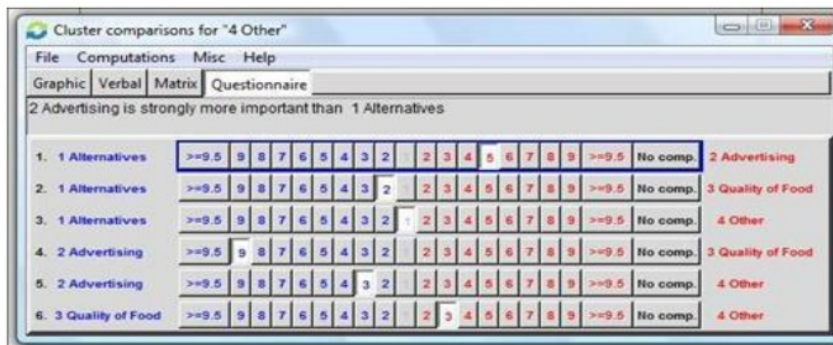 Cluster comparisons for "4 Other"
File Computations Misc Help
Graphic Verbal Matrix Questionnaire
2 Advertising is strongly more important than 1 Alternatives
1. 1 Alternatives >=9.5 9 8 7 6 5 4 3 2 1 2 3 4 5 6 7 8 9 >=9.5 No comp. 2 Advertising
2. 1 Alternatives >=9.5 9 8 7 6 5 4 3 2 1 2 3 4 5 6 7 8 9 >=9.5 No comp. 3 Quality of Food
3. 1 Alternatives >=9.5 9 8 7 6 5 4 3 2 1 2 3 4 5 6 7 8 9 >=9.5 No comp. 4 Other
4. 2 Advertising >=9.5 9 8 7 6 5 4 3 2 1 2 3 4 5 6 7 8 9 >=9.5 No comp. 3 Quality of Food
5. 2 Advertising >=9.5 9 8 7 6 5 4 3 2 1 2 3 4 5 6 7 8 9 >=9.5 No comp. 4 Other
6. 3 Quality of Food >=9.5 9 8 7 6 5 4 3 2 1 2 3 4 5 6 7 8 9 >=9.5 No comp. 4 Other